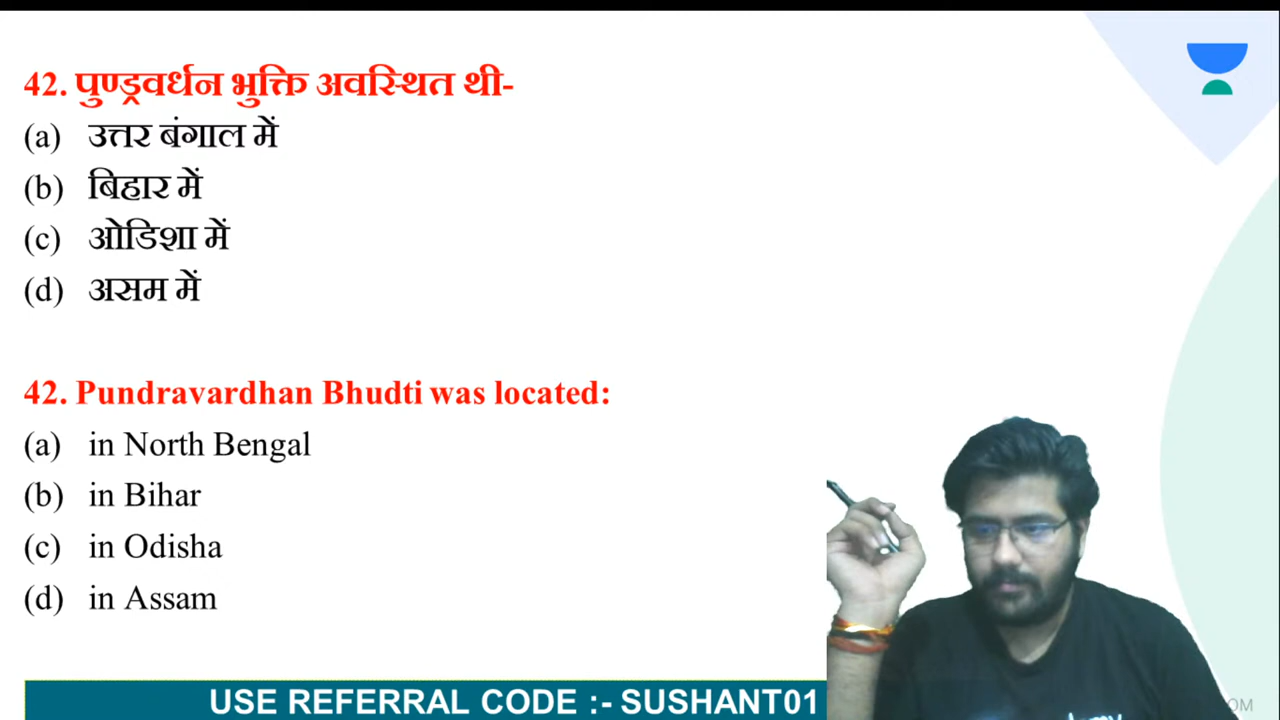 42. पुण्ड्रवर्धन भुक्ति अवस्थित थी-
(a) उत्तर बंगाल में
(b) बिहार में
(c) ओडिशा में
(d) असम में
42. Pundravardhan Bhudti was located:
(a) in North Bengal
(b) in Bihar
(c) in Odisha
(d) in Assam
USE REFERRAL CODE :- SUSHANT01